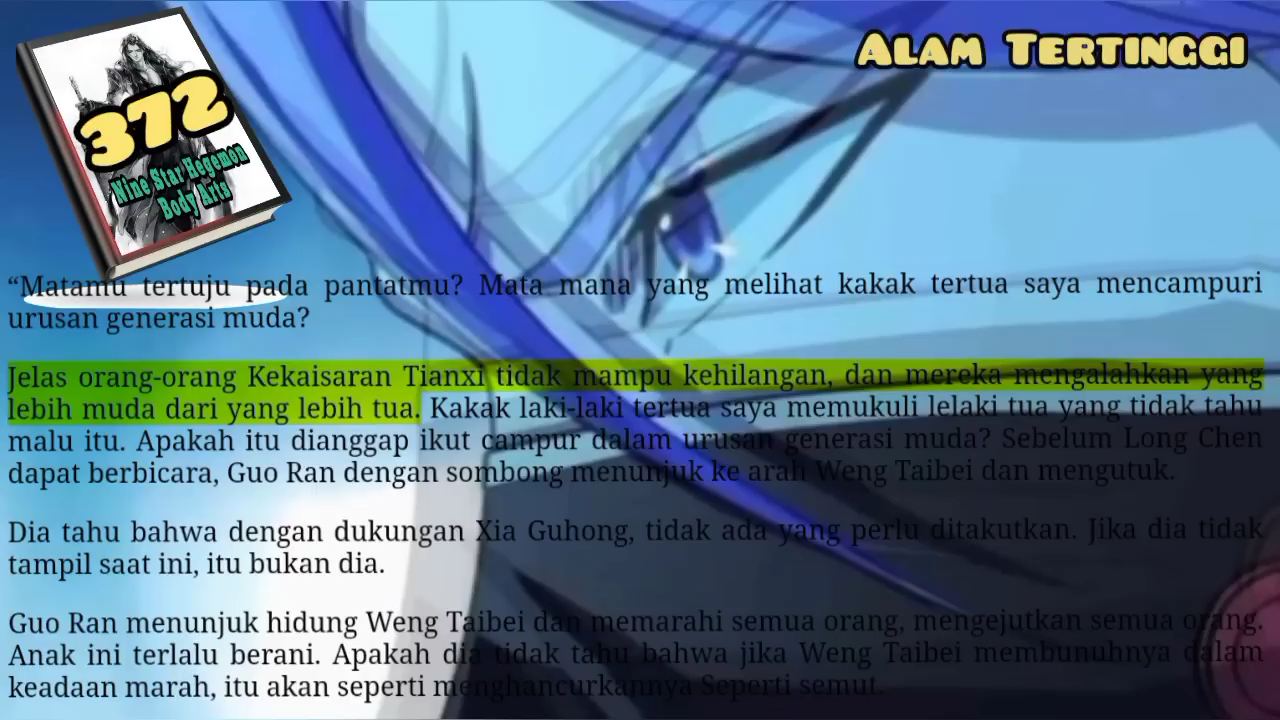 Alam Tertinggi
372
Nine Star Hegemon
Body Arts
“Matamu tertuju pada pantatmu? Mata mana yang melihat kakak tertua saya mencampuri
urusan generasi muda?
Jelas orang-orang Kekaisaran Tianxi tidak mampu kehilangan, dan mereka mengalahkan yang
lebih muda dari yang lebih tua. Kakak laki-laki tertua saya memukuli lelaki tua yang tidak tahu
malu itu. Apakah itu dianggap ikut campur dalam urusan generasi muda? Sebelum Long Chen
dapat berbicara, Guo Ran dengan sombong menunjuk ke arah Weng Taibei dan mengutuk.
Dia tahu bahwa dengan dukungan Xia Guhong, tidak ada yang perlu ditakutkan. Jika dia tidak
tampil saat ini, itu bukan dia.
Guo Ran menunjuk hidung Weng Taibei dan memarahi semua orang, mengejutkan semua orang.
Anak ini terlalu berani. Apakah dia tidak tahu bahwa jika Weng Taibei membunuhnya dalam
keadaan marah, itu akan seperti menghancurkannya Seperti semut.